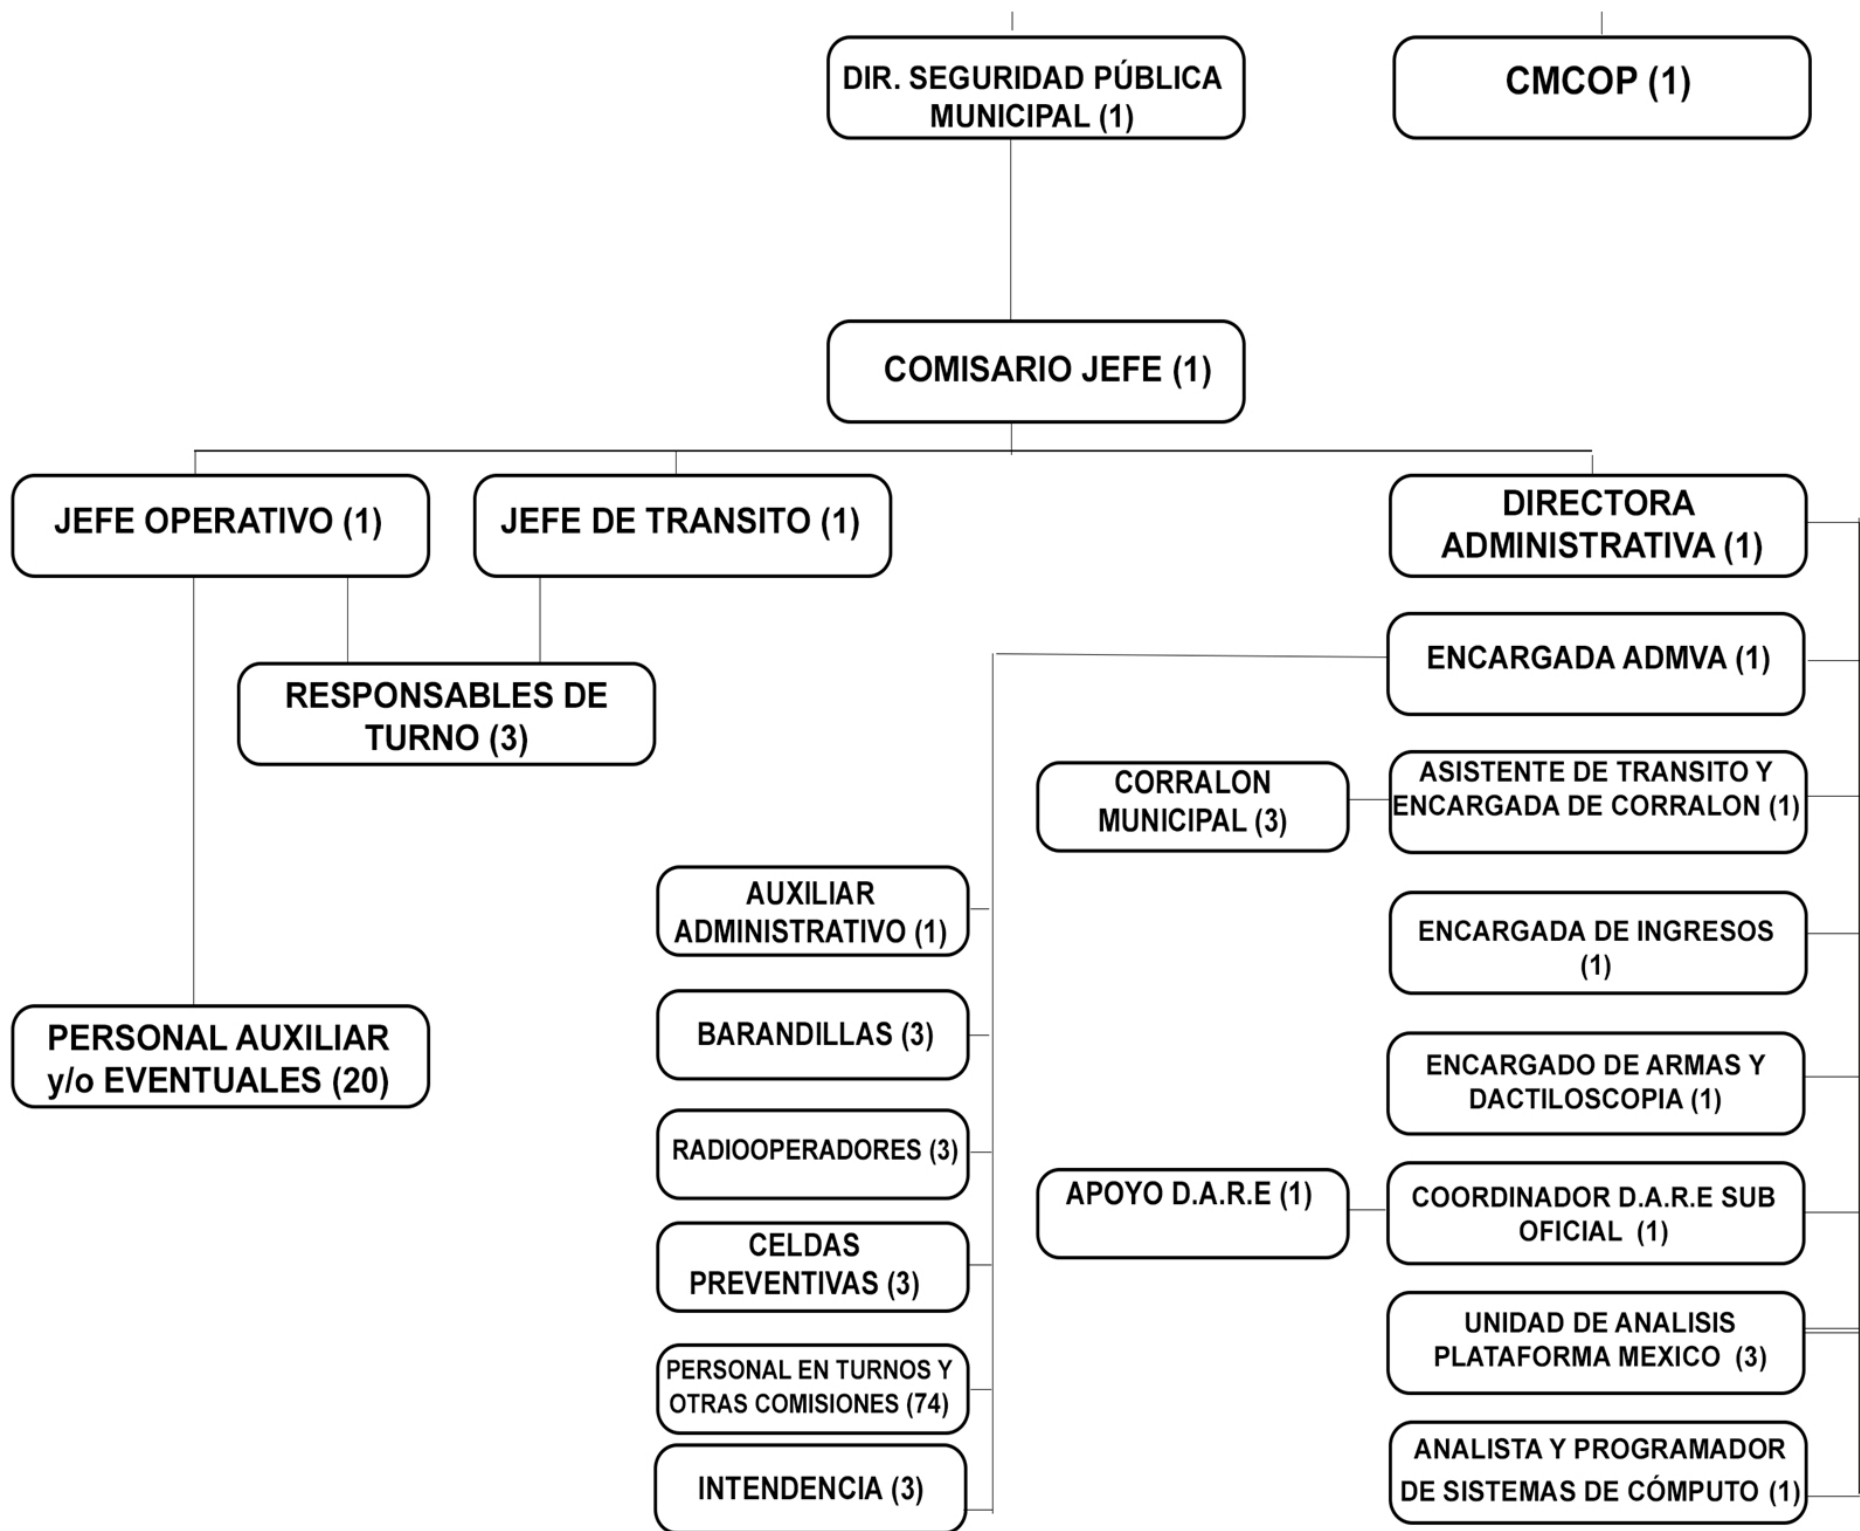 DIR. SEGURIDAD PÚBLICA
MUNICIPAL (1)
CMCOP (1)
COMISARIO JEFE (1)
JEFE OPERATIVO (1)
JEFE DE TRANSITO (1)
DIRECTORA
ADMINISTRATIVA (1)
ENCARGADA ADMVA (1)
RESPONSABLES DE
TURNO (3)
CORRALON
MUNICIPAL (3)
ASISTENTE DE TRANSITO Y
ENCARGADA DE CORRALON (1)
AUXILIAR
ADMINISTRATIVO (1)
ENCARGADA DE INGRESOS
(1)
PERSONAL AUXILIAR
y/o EVENTUALES (20)
BARANDILLAS (3)
ENCARGADO DE ARMAS Y
DACTILOSCOPIA (1)
RADIOOPERADORES (3)
APOYO D.A.R.E (1)
COORDINADOR D.A.R.E SUB
OFICIAL (1)
CELDAS
PREVENTIVAS (3)
UNIDAD DE ANALISIS
PLATAFORMA MEXICO (3)
PERSONAL EN TURNOS Y
OTRAS COMISIONES (74)
ANALISTA Y PROGRAMADOR
DE SISTEMAS DE CÓMPUTO (1)
INTENDENCIA (3)